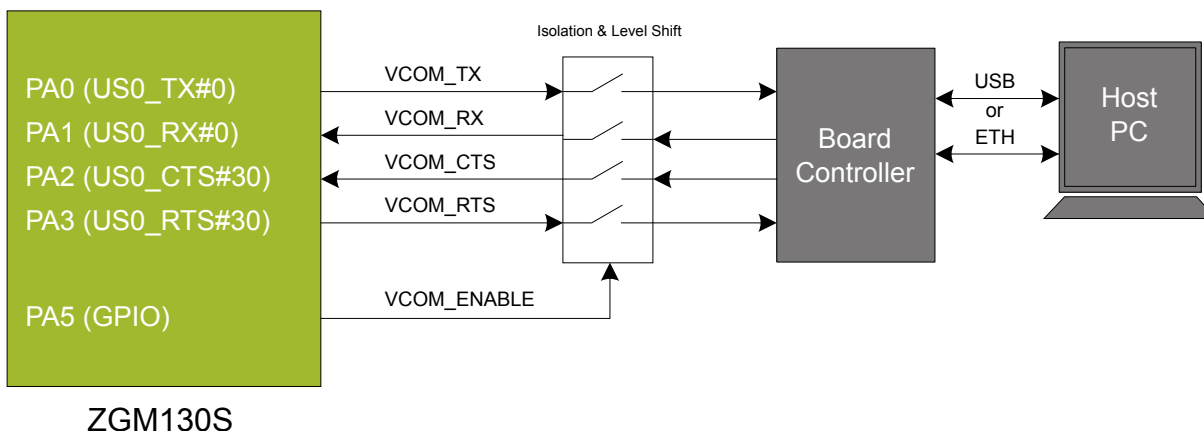 Isolation & Level Shift
PA0 (US0_TX#0)
VCOM_TX
PA1 (US0_RX#0)
VCOM_RX
PA2 (US0_CTS#30)
VCOM_CTS
PA3 (US0_RTS#30)
VCOM_RTS
PA5 (GPIO)
VCOM_ENABLE
Board
Controller
USB
or
ETH
Host
PC
ZGM130S